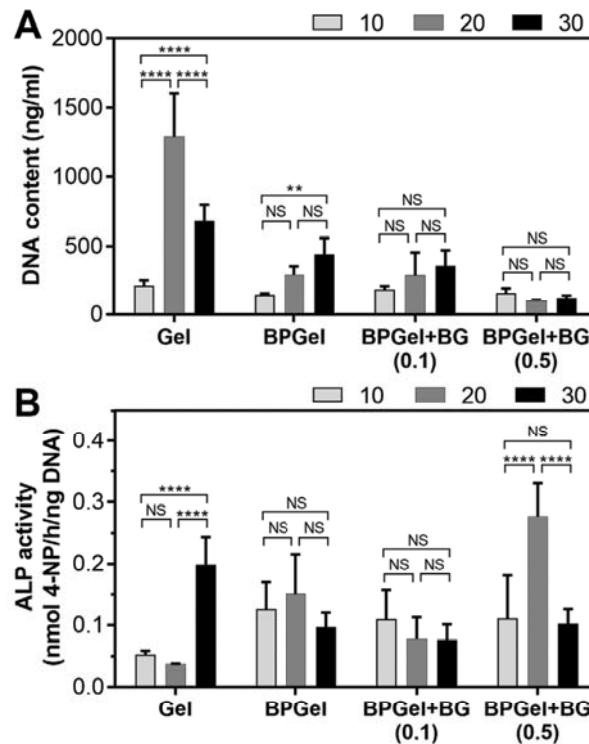 A
10 20 30
DNA content (ng/ml)
2000
1500
1000
500
0
****
**** ****
**
NS NS
NS
NS NS
NS
NS NS
Gel BPGel BPGel+BG (0.1) BPGel+BG (0.5)
B
10 20 30
ALP activity
(nmol 4-NP/h/ng DNA)
0.4
0.3
0.2
0.1
0.0
****
NS ****
NS
NS NS
NS
NS NS
NS
**** ****
Gel BPGel BPGel+BG (0.1) BPGel+BG (0.5)